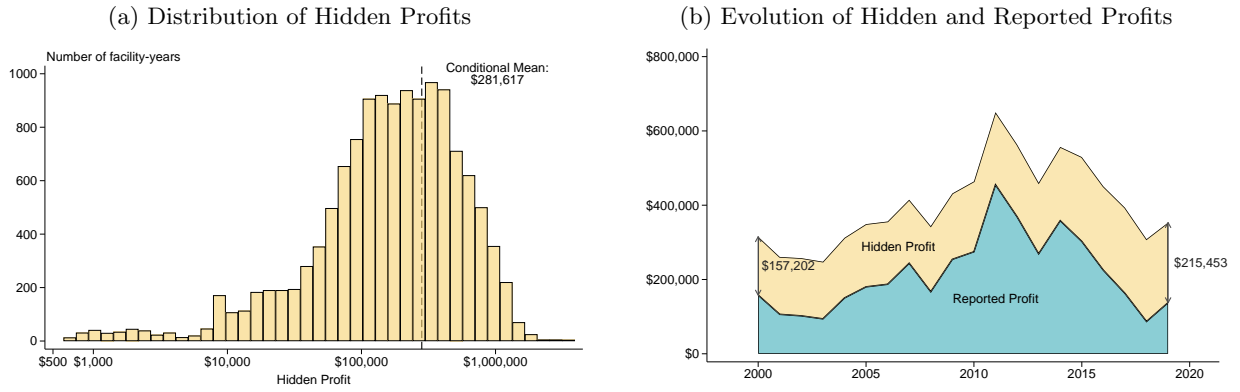 (a) Distribution of Hidden Profits
Number of facility-years
Conditional Mean:
$281,617
1000
800
600
400
200
0
$500 $1,000 $10,000 $100,000 $1,000,000
Hidden Profit
(b) Evolution of Hidden and Reported Profits
$800,000
$600,000
$400,000
$200,000
$0
Hidden Profit
$157,202
$215,453
Reported Profit
2000 2005 2010 2015 2020